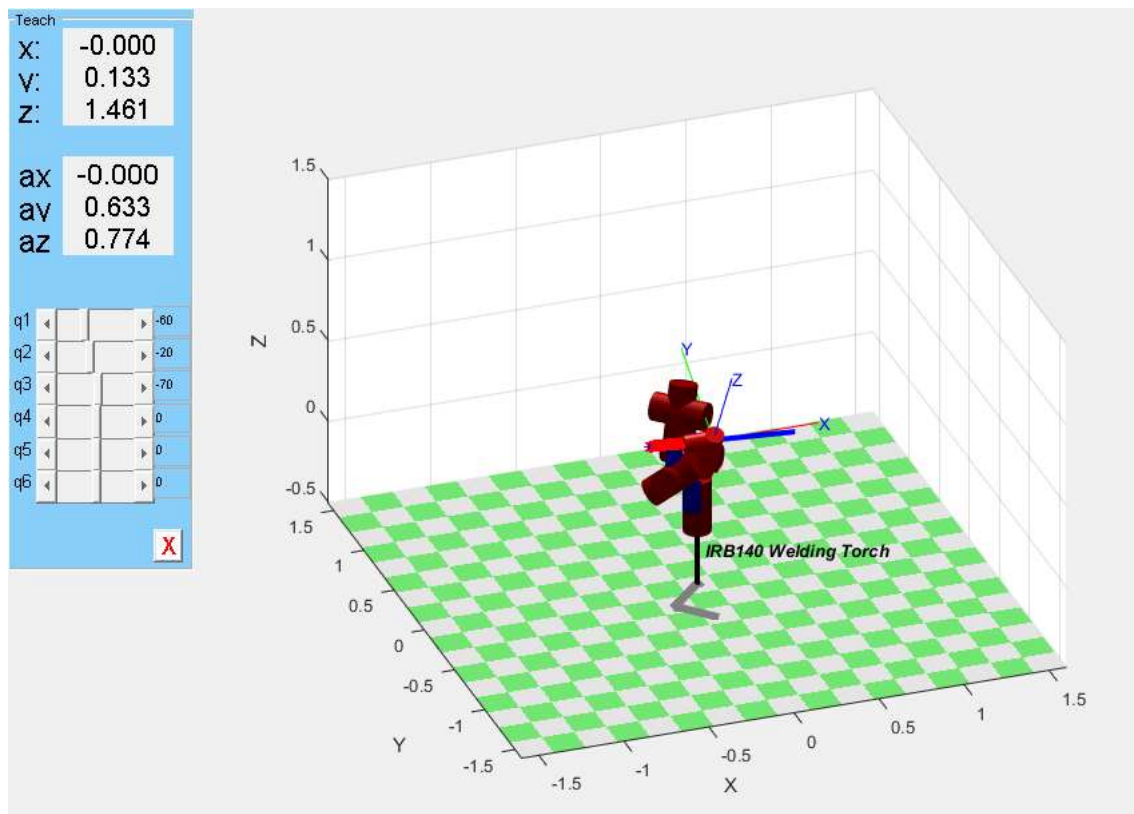 Teach
x: -0.000
y: 0.133
z: 1.461
ax -0.000
ay 0.633
az 0.774
q1 -60
q2 -20
q3 -70
q4 0
q5 0
q6 0
X
1.5
1
0.5
0
-0.5
Z
1.5
1
0.5
0
-0.5
-1
-1.5
Y
-1.5
-1
-0.5
0
0.5
1
1.5
X
Y
Z
X
IRB140 Welding Torch